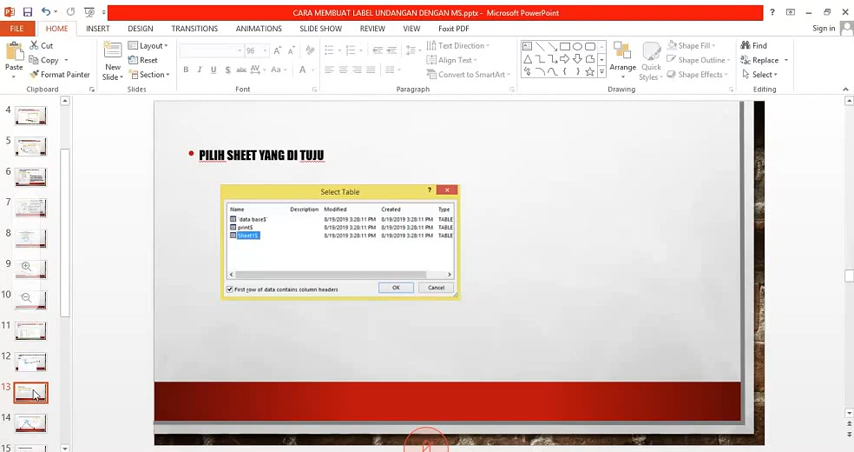 CARA MEMBUAT LABEL UNDANGAN DENGAN MS.pptx - Microsoft PowerPoint
FILE HOME INSERT DESIGN TRANSITIONS ANIMATIONS SLIDE SHOW REVIEW VIEW Foxit PDF Sign in
Paste Cut Copy Format Painter
Clipboard
New Slide Layout Reset Section
Slides
96
B I U S abc AV Aa A
Font
Text Direction Align Text Convert to SmartArt
Paragraph
Arrange Quick Styles Shape Fill Shape Outline Shape Effects
Drawing
Find Replace Select
Editing
4
5
6
7
8
9
10
11
12
13
14
15
• PILIH SHEET YANG DI TUJU
Select Table
Name Description Modified Created Type
'data base$' 8/19/2019 3:28:11 PM 8/19/2019 3:28:11 PM TABLE
print$ 8/19/2019 3:28:11 PM 8/19/2019 3:28:11 PM TABLE
Sheet1$ 8/19/2019 3:28:11 PM 8/19/2019 3:28:11 PM TABLE
First row of data contains column headers OK Cancel